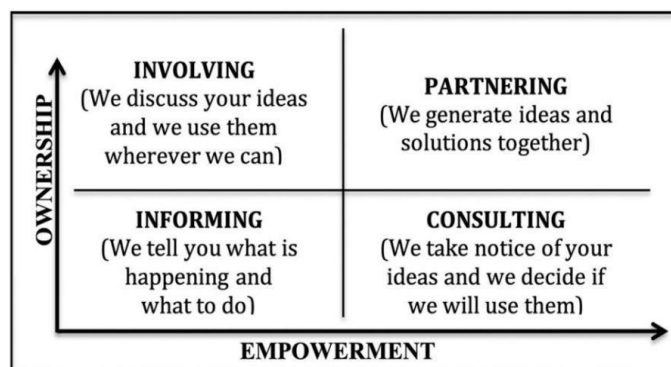 OWNERSHIP
INVOLVING
(We discuss your ideas
and we use them
wherever we can)
PARTNERING
(We generate ideas and
solutions together)
INFORMING
(We tell you what is
happening and
what to do)
CONSULTING
(We take notice of your
ideas and we decide if
we will use them)
EMPOWERMENT